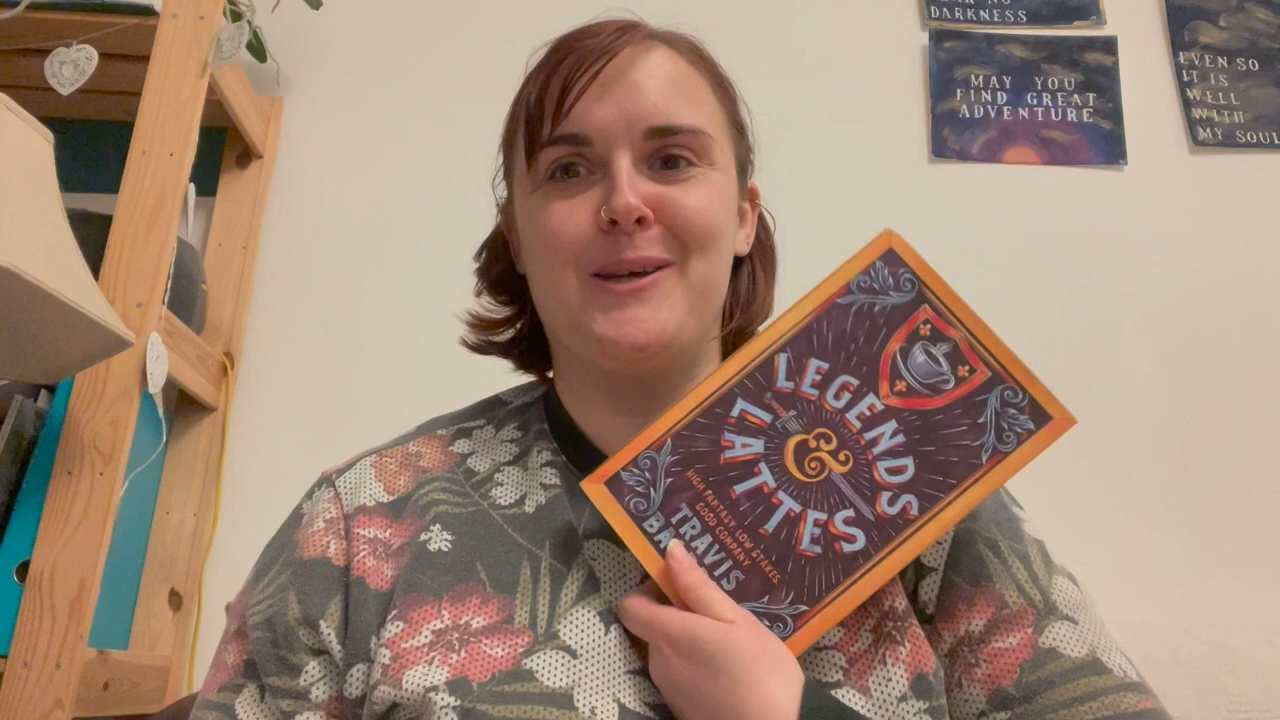 DARKNESS
MAY YOU
FIND GREAT
ADVENTURE
EVEN SO
IT IS
WELL
WITH
MY SOUL
LEGENDS
&
LATTES
HIGH FANTASY. LOW STAKES.
GOOD COMPANY.
TRAVIS